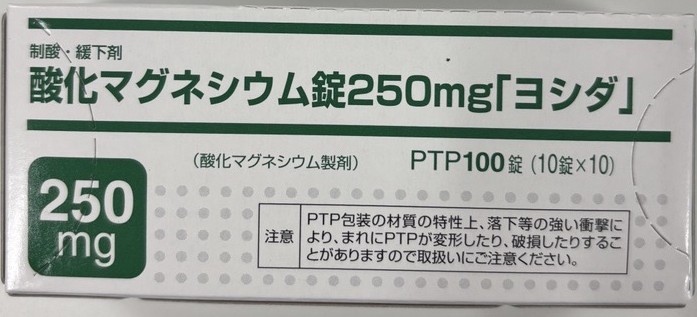 制酸・緩下剤
酸化マグネシウム錠250mg「ヨシダ」
（酸化マグネシウム製剤） PTP100錠（10錠×10）
250
mg
注意
PTP包装の材質の特性上、落下等の強い衝撃に
より、まれにPTPが変形したり、破損したりするこ
とがありますので取扱いにご注意ください。